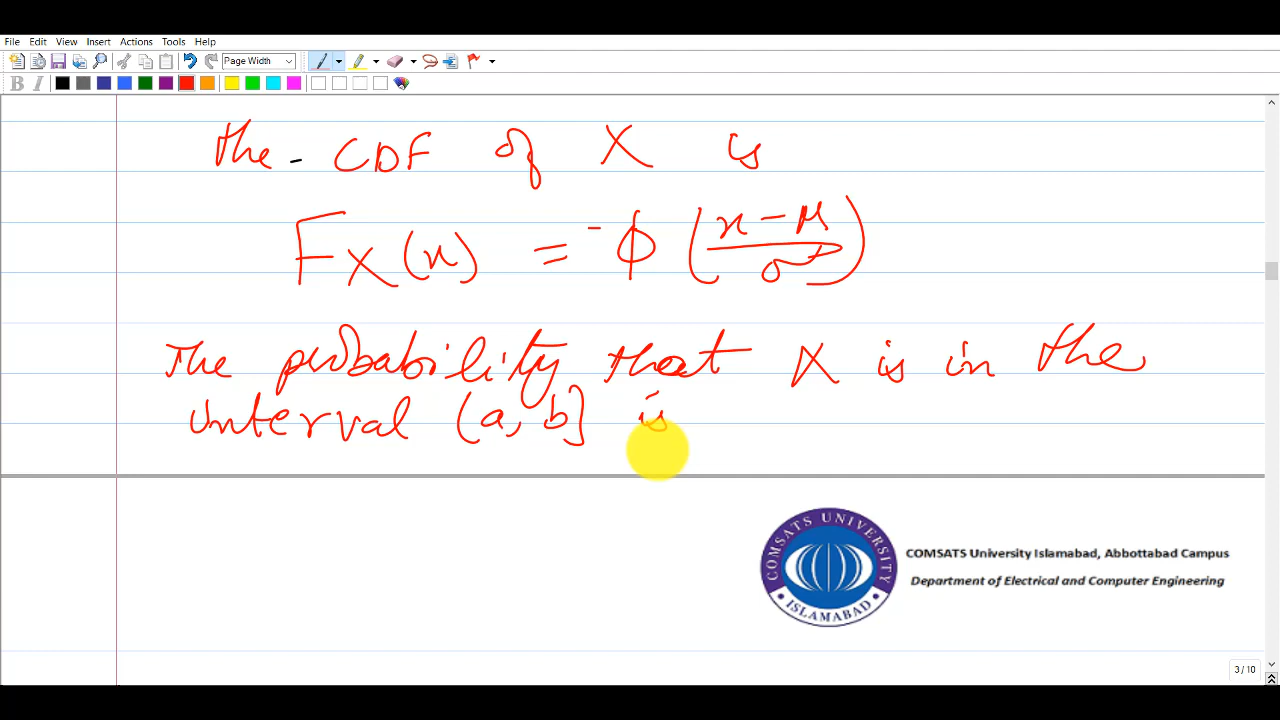 File Edit View Insert Actions Tools Help
Page Width
B I
the - CDF of X is
FX(x) = Φ (x - μ / σ)
The probability that X is in the
interval (a, b] is
COMSATS UNIVERSITY ISLAMABAD
COMSATS University Islamabad, Abbottabad Campus
Department of Electrical and Computer Engineering
3 / 10